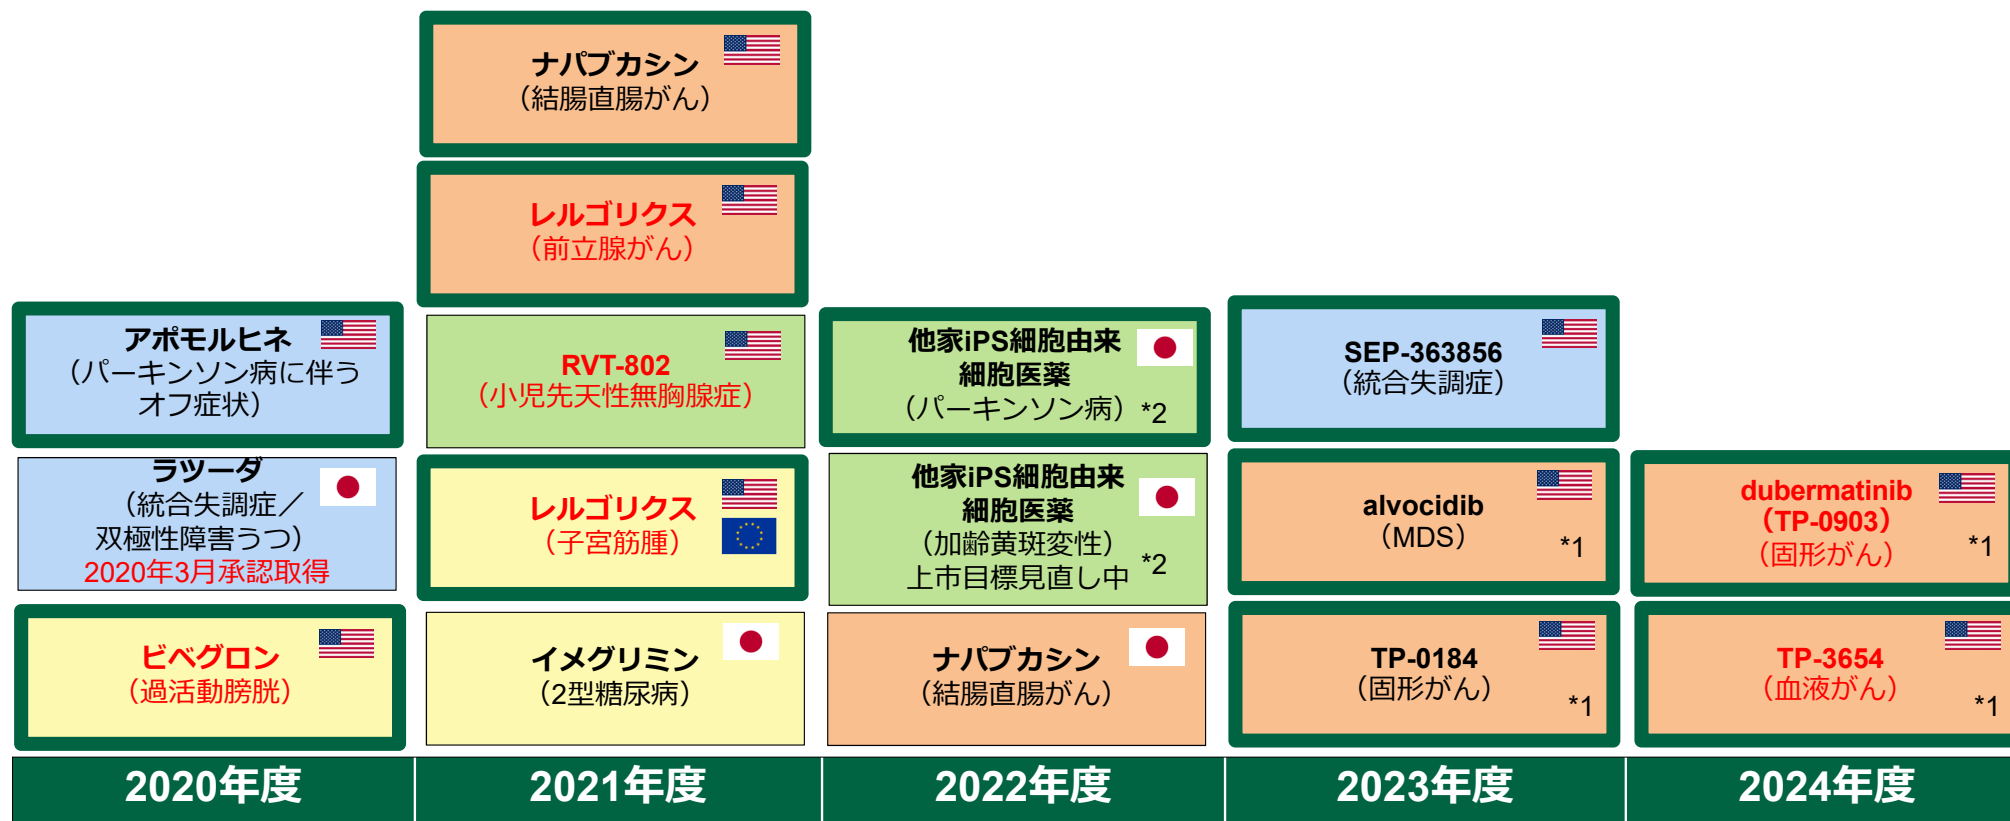 ナパブカシン
（結腸直腸がん）
レルゴリクス
（前立腺がん）
アポモルヒネ
（パーキンソン病に伴う
オフ症状）
RVT-802
（小児先天性無胸腺症）
他家iPS細胞由来
細胞医薬
（パーキンソン病） *2
SEP-363856
（統合失調症）
ラツーダ
（統合失調症／
双極性障害うつ）
2020年3月承認取得
レルゴリクス
（子宮筋腫）
他家iPS細胞由来
細胞医薬
（加齢黄斑変性）
上市目標見直し中 *2
alvocidib
（MDS） *1
dubermatinib
（TP-0903）
（固形がん） *1
ビベグロン
（過活動膀胱）
イメグリミン
（2型糖尿病）
ナパブカシン
（結腸直腸がん）
TP-0184
（固形がん）
*1
TP-3654
（血液がん）
*1
2020年度 2021年度 2022年度 2023年度 2024年度